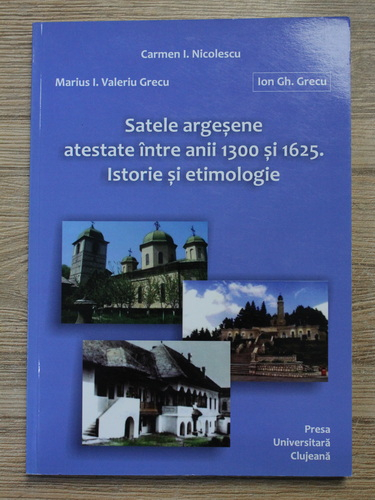 Carmen I. Nicolescu
Marius I. Valeriu Grecu
Ion Gh. Grecu
Satele argeșene
atestate între anii 1300 și 1625.
Istorie și etimologie
Presa
Universitară
Clujeană